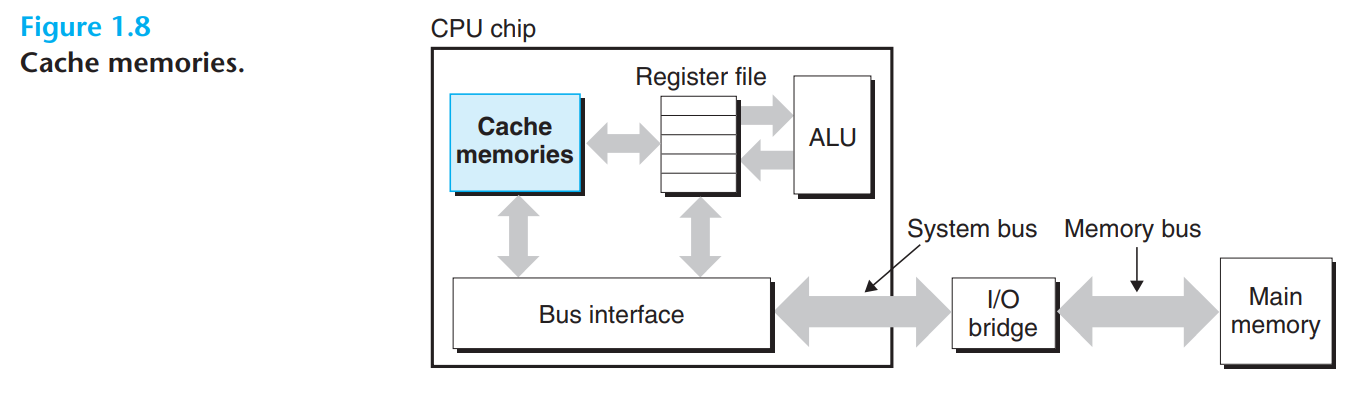 Figure 1.8
Cache memories.
CPU chip
Register file
Cache
memories
ALU
System bus
Memory bus
Bus interface
I/O
bridge
Main
memory